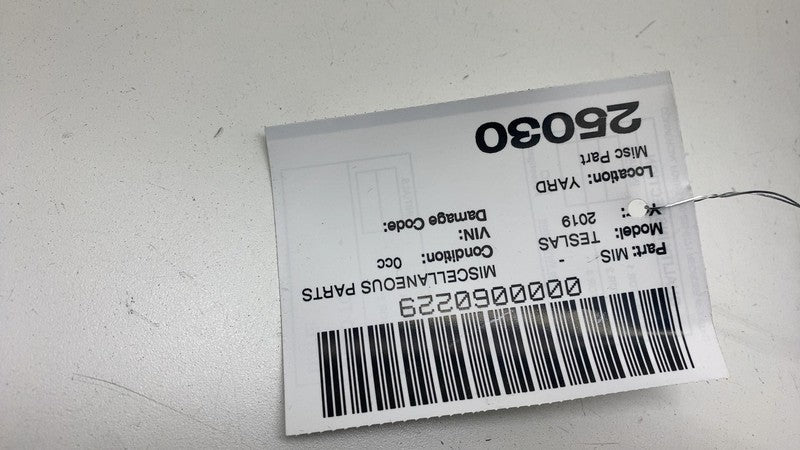 0000060229
Part: MIS - MISCELLANEOUS PARTS
Model: TESLAS Condition: 0cc
2019 VIN:
Damage Code:
Location: YARD
Misc Part
25030